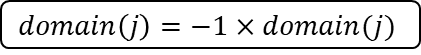 domain(j) = −1 × domain(j)